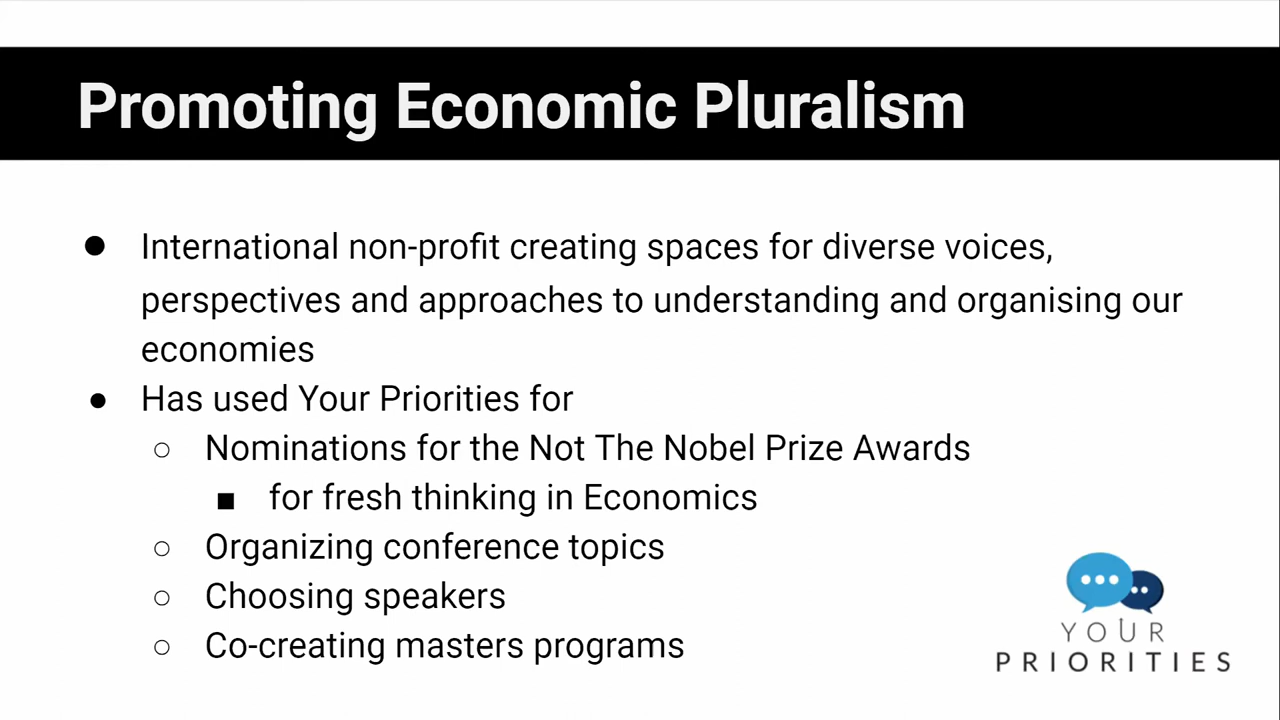 Promoting Economic Pluralism
● International non-profit creating spaces for diverse voices,
perspectives and approaches to understanding and organising our
economies
● Has used Your Priorities for
○ Nominations for the Not The Nobel Prize Awards
■ for fresh thinking in Economics
○ Organizing conference topics
○ Choosing speakers
○ Co-creating masters programs
YOUR
PRIORITIES